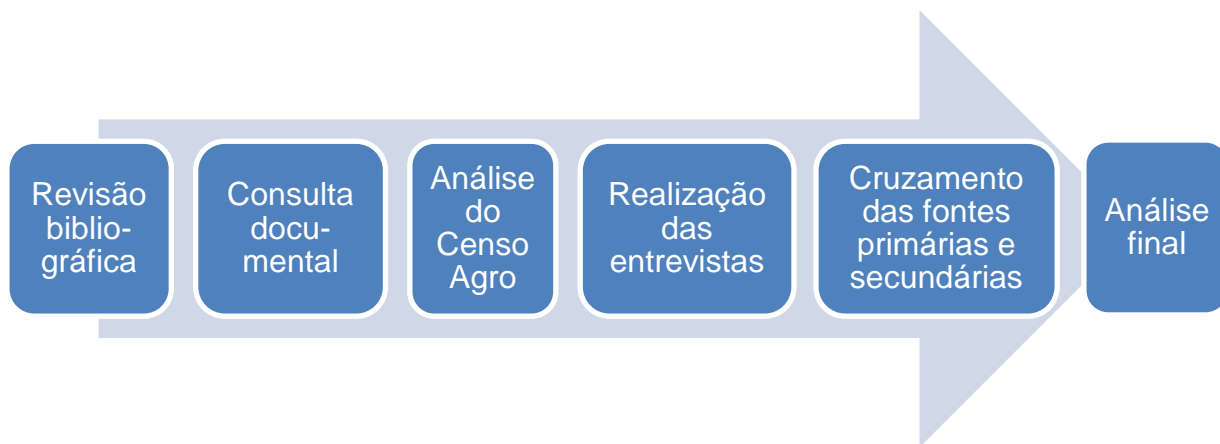 Revisão
biblio-
gráfica
Consulta
docu-
mental
Análise
do
Censo
Agro
Realização
das
entrevistas
Cruzamento
das fontes
primárias e
secundárias
Análise
final